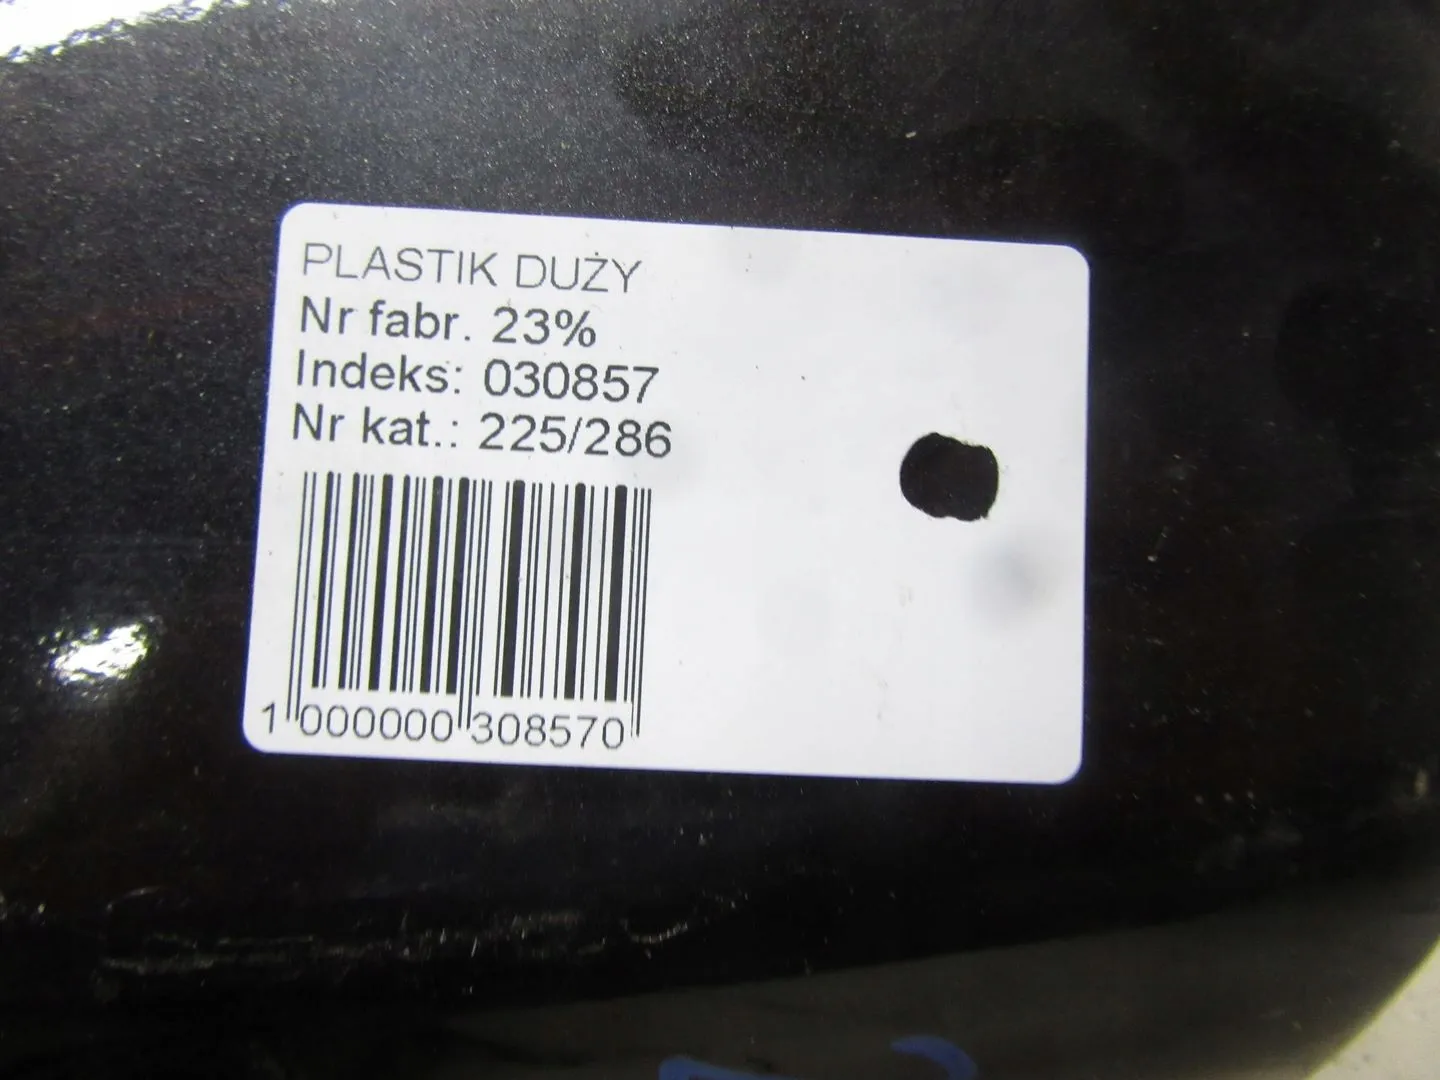 PLASTIK DUŻY
Nr fabr. 23%
Indeks: 030857
Nr kat.: 225/286
1 000000 308570